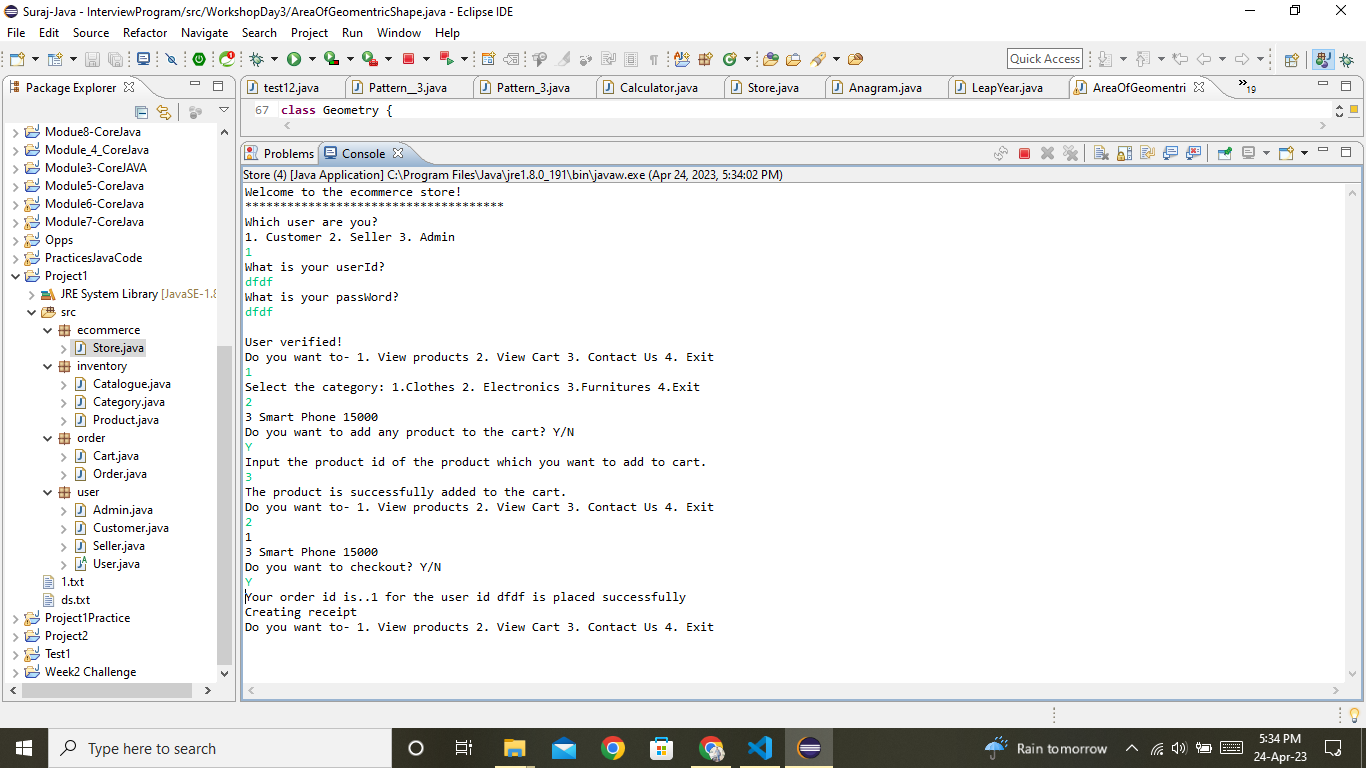 Suraj-Java - InterviewProgram/src/WorkshopDay3/AreaOfGeomentricShape.java - Eclipse IDE
File Edit Source Refactor Navigate Search Project Run Window Help
Quick Access
Package Explorer
test12.java Pattern__3.java Pattern_3.java Calculator.java Store.java Anagram.java LeapYear.java AreaOfGeomentri »19
67 class Geometry {
Modue8-CoreJava
Module_4_CoreJava
Module3-CoreJAVA
Module5-CoreJava
Module6-CoreJava
Module7-CoreJava
Opps
PracticesJavaCode
Project1
JRE System Library [JavaSE-1.8
src
ecommerce
Store.java
inventory
Catalogue.java
Category.java
Product.java
order
Cart.java
Order.java
user
Admin.java
Customer.java
Seller.java
User.java
1.txt
ds.txt
Project1Practice
Project2
Test1
Week2 Challenge
Problems Console
Store (4) [Java Application] C:\Program Files\Java\jre1.8.0_191\bin\javaw.exe (Apr 24, 2023, 5:34:02 PM)
Welcome to the ecommerce store!
*************************************
Which user are you?
1. Customer 2. Seller 3. Admin
1
What is your userId?
dfdf
What is your passWord?
dfdf
User verified!
Do you want to- 1. View products 2. View Cart 3. Contact Us 4. Exit
1
Select the category: 1.Clothes 2. Electronics 3.Furnitures 4.Exit
2
3 Smart Phone 15000
Do you want to add any product to the cart? Y/N
Y
Input the product id of the product which you want to add to cart.
3
The product is successfully added to the cart.
Do you want to- 1. View products 2. View Cart 3. Contact Us 4. Exit
2
1
3 Smart Phone 15000
Do you want to checkout? Y/N
Y
Your order id is..1 for the user id dfdf is placed successfully
Creating receipt
Do you want to- 1. View products 2. View Cart 3. Contact Us 4. Exit
Type here to search
Rain tomorrow
5:34 PM
24-Apr-23